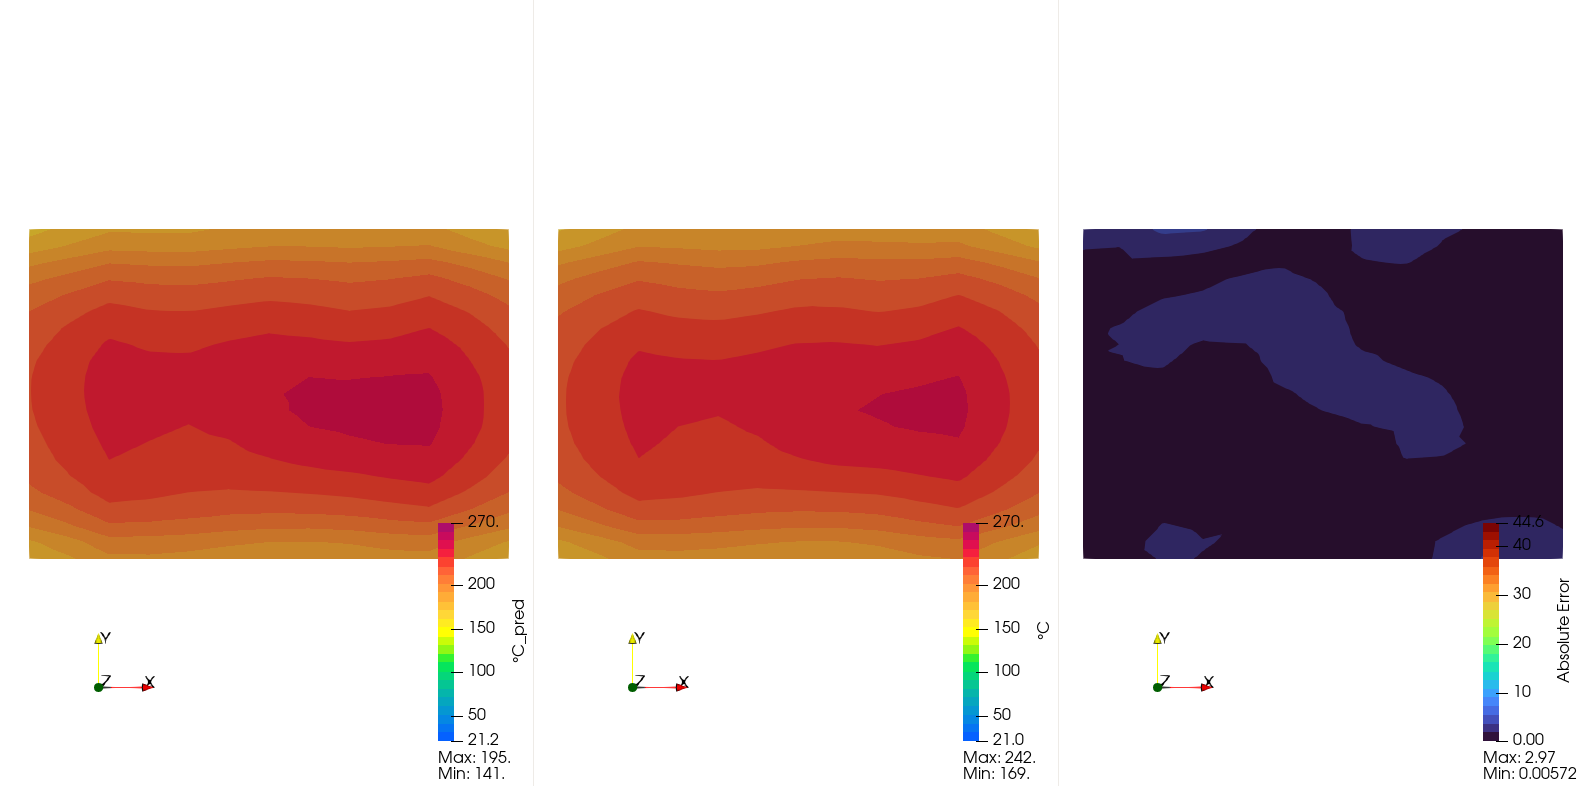 270.
200
150
100
50
21.2
°C_pred
Max: 195.
Min: 141.
Y
Z
X
270.
200
150
100
50
21.0
°C
Max: 242.
Min: 169.
Y
Z
X
44.6
40
30
20
10
0.00
Absolute Error
Max: 2.97
Min: 0.00572
Y
Z
X